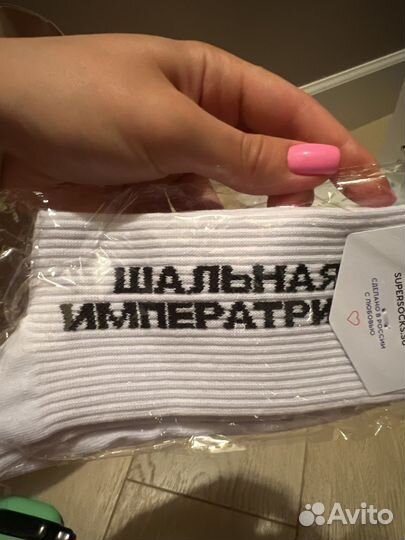 ШАЛЬНАЯ
ИМПЕРАТРИ
SUPERSOCKS.SU
СДЕЛАНО В РОССИИ
С ЛЮБОВЬЮ
Avito